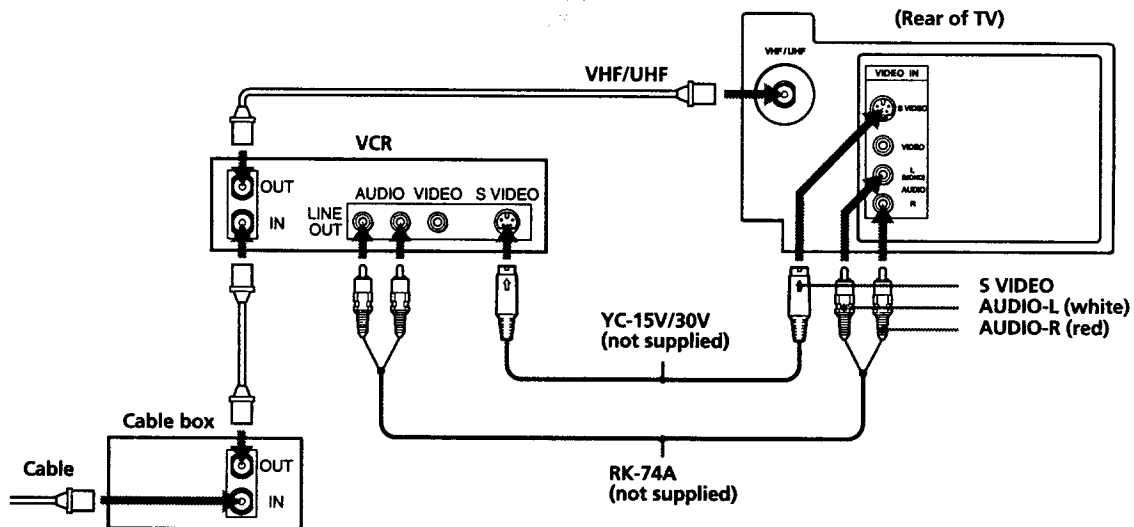 (Rear of TV)
VHF/UHF
VIDEO IN
VHF/UHF
S VIDEO
VCR
VIDEO
OUT
AUDIO VIDEO S VIDEO
L
(MONO)
AUDIO
R
IN
LINE
OUT
S VIDEO
AUDIO-L (white)
YC-15V/30V
(not supplied)
AUDIO-R (red)
Cable box
Cable
OUT
IN
RK-74A
(not supplied)